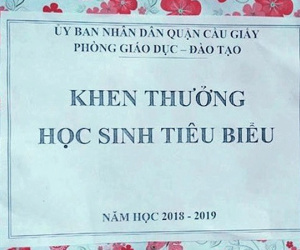 ỦY BAN NHÂN DÂN QUẬN CẦU GIẤY
PHÒNG GIÁO DỤC - ĐÀO TẠO
KHEN THƯỞNG
HỌC SINH TIÊU BIỂU
NĂM HỌC 2018 - 2019